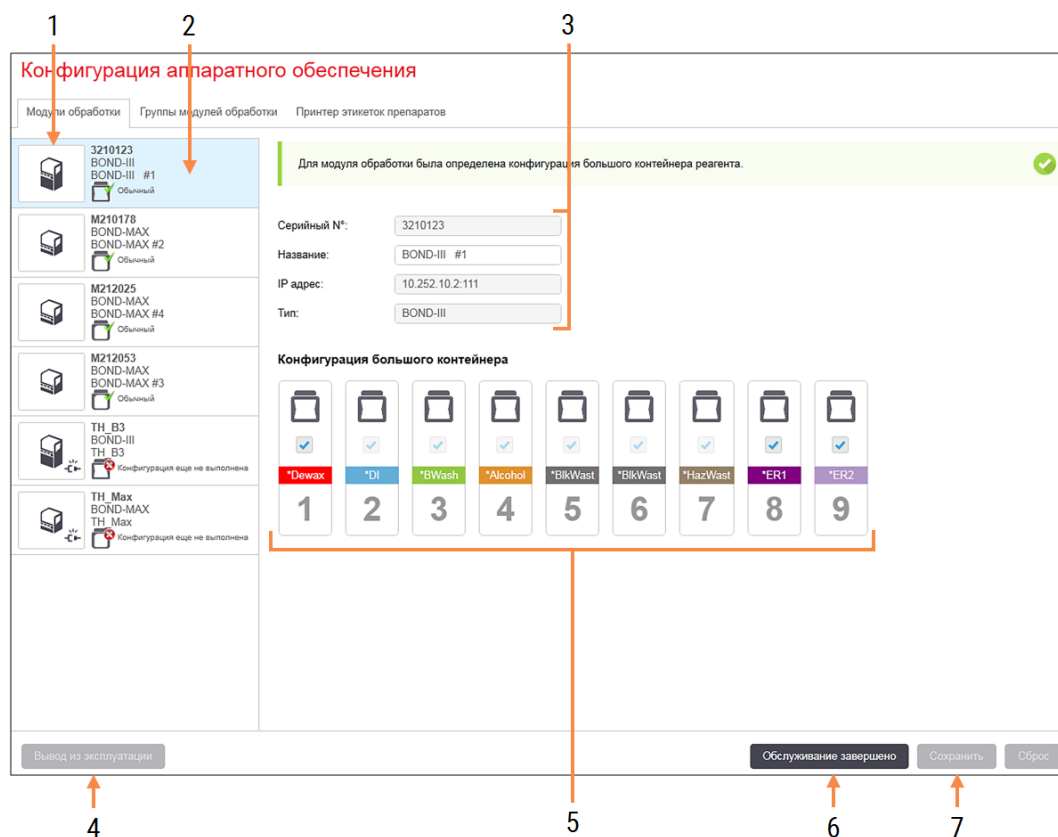 1
2
3
Конфигурация аппаратного обеспечения
Модули обработки
Группы модулей обработки
Принтер этикеток препаратов
3210123
BOND-III
BOND-III #1
Обычный
M210178
BOND-MAX
BOND-MAX #2
Обычный
M212025
BOND-MAX
BOND-MAX #4
Обычный
M212053
BOND-MAX
BOND-MAX #3
Обычный
TH_B3
BOND-III
TH_B3
Конфигурация еще не выполнена
TH_Max
BOND-MAX
TH_Max
Конфигурация еще не выполнена
Для модуля обработки была определена конфигурация большого контейнера реагента.
Серийный N°: 3210123
Название: BOND-III #1
IP адрес: 10.252.10.2:111
Тип: BOND-III
Конфигурация большого контейнера
*Dewax *DI *BWash *Alcohol *BlkWast *BlkWast *HazWast *ER1 *ER2
1 2 3 4 5 6 7 8 9
Вывод из эксплуатации
Обслуживание завершено
Сохранить
Сброс
4
5
6
7